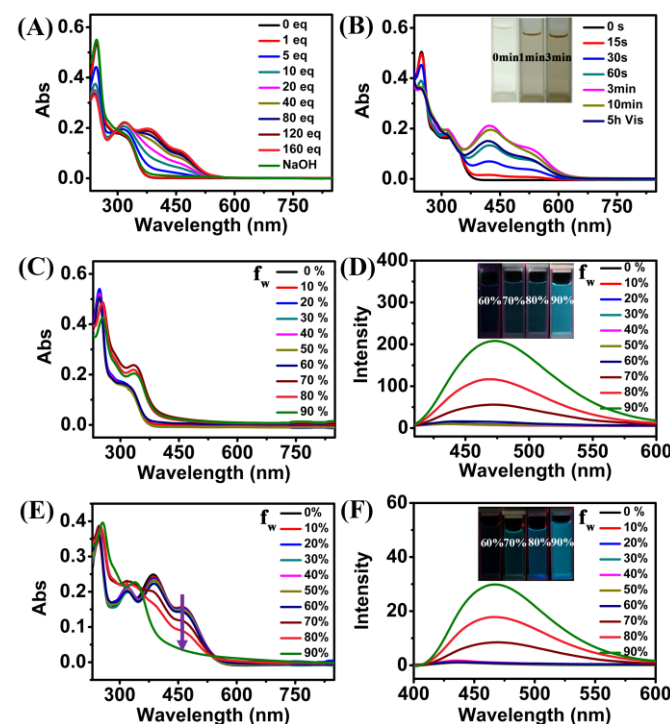 (A)
Abs
0.6
0.4
0.2
0.0
300 450 600 750
Wavelength (nm)
0 eq
1 eq
5 eq
10 eq
20 eq
40 eq
80 eq
120 eq
160 eq
NaOH
(B)
Abs
0.6
0.4
0.2
0.0
300 450 600 750
Wavelength (nm)
0min 1min 3min
0 s
15s
30s
60s
3min
10min
5h Vis
(C)
Abs
0.6
0.4
0.2
0.0
300 450 600 750
Wavelength (nm)
fw
0 %
10 %
20 %
30 %
40 %
50 %
60 %
70 %
80 %
90 %
(D)
Intensity
400
300
200
100
0
450 500 550 600
Wavelength (nm)
60% 70% 80% 90%
fw
0 %
10%
20%
30%
40%
50%
60%
70%
80%
90%
(E)
Abs
0.4
0.3
0.2
0.1
0.0
300 450 600 750
Wavelength (nm)
fw
0%
10%
20%
30%
40%
50%
60%
70%
80%
90%
(F)
Intensity
60
40
20
0
400 450 500 550 600
Wavelength (nm)
60% 70% 80% 90%
fw
0 %
10%
20%
30%
40%
50%
60%
70%
80%
90%